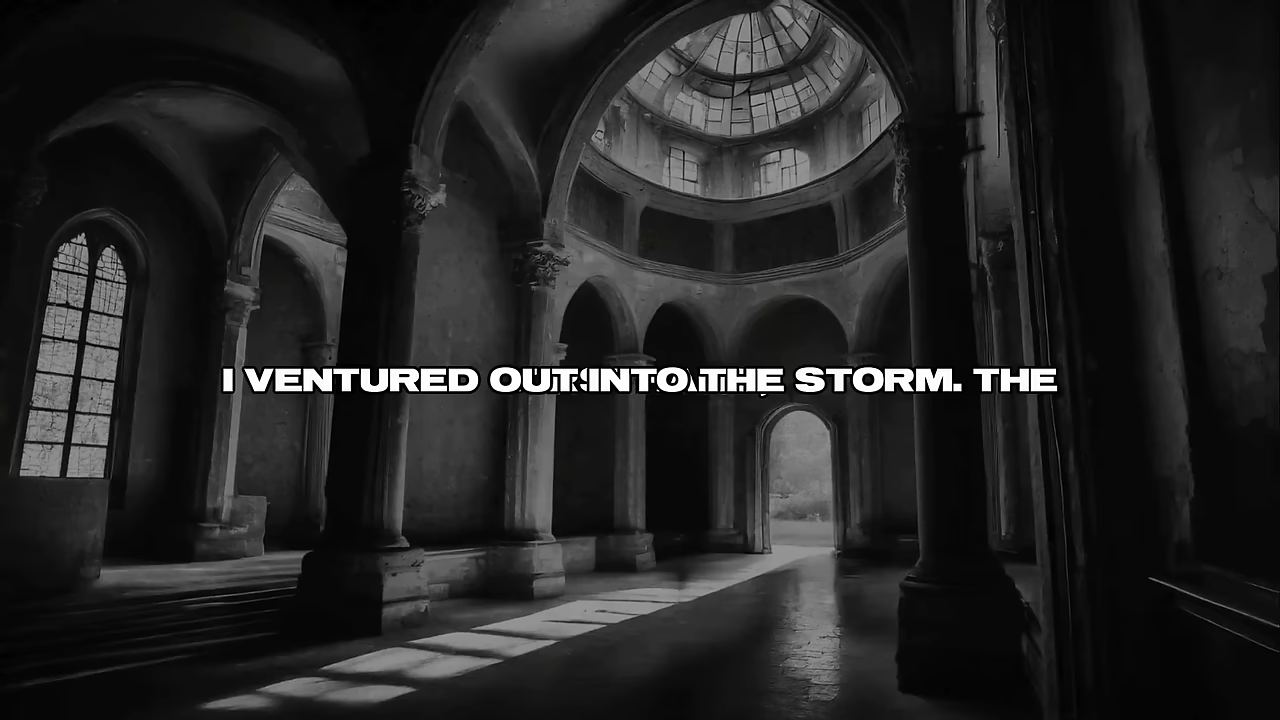 I VENTURED OUT INTO THE STORM. THE